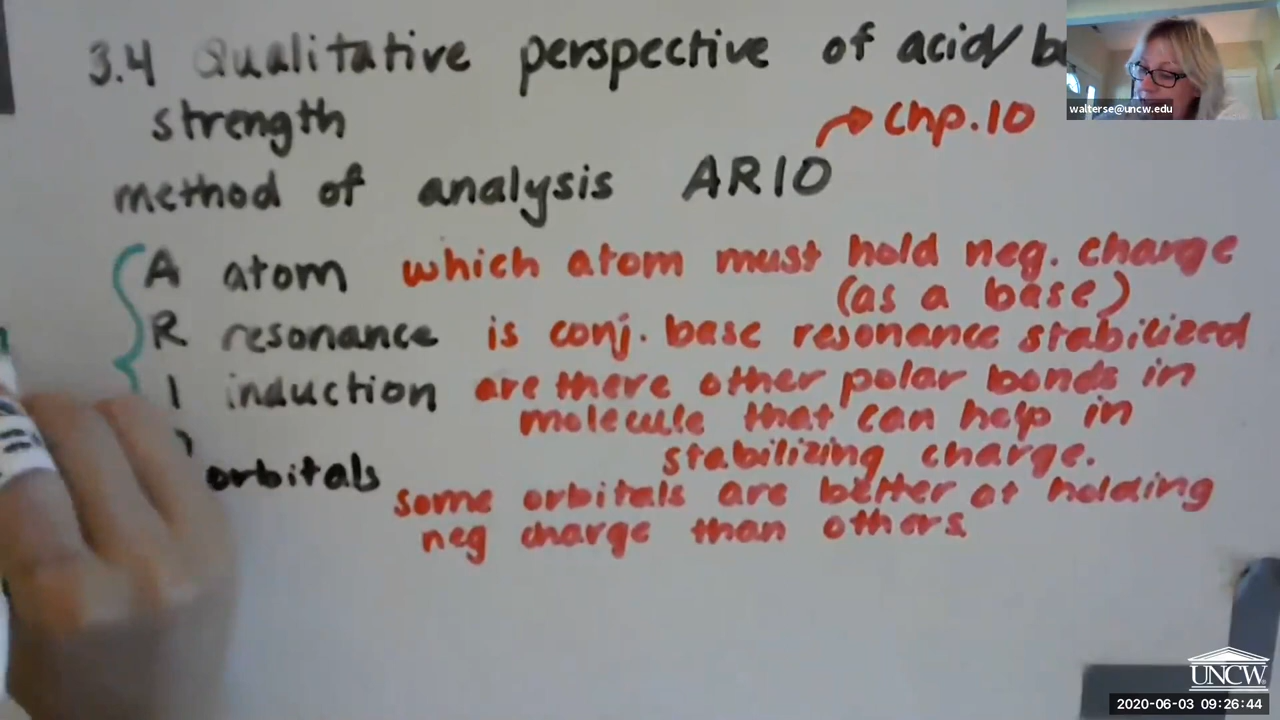 3.4 Qualitative perspective of acid/
strength
Chp.10
method of analysis ARIO
A atom which atom must hold neg. charge
(as a base)
R resonance is conj. base resonance stabilized
I induction are there other polar bonds in
molecule that can help in
stabilizing charge.
orbitals
some orbitals are better at holding
neg charge than others.
walterse@uncw.edu
UNCW
2020-06-03 09:26:44